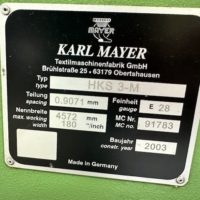 MAYER
KARL MAYER
Textilmaschinenfabrik GmbH
Brühlstraße 25 · 63179 Obertshausen
Typ type HKS 3-M
Teilung spacing 0.9071 mm Feinheit gauge E 28
Nennbreite max. working width 4572 mm 180 inch Masch. Nr. MC no. 91783
Baujahr constr. year 2003
Made in Germany